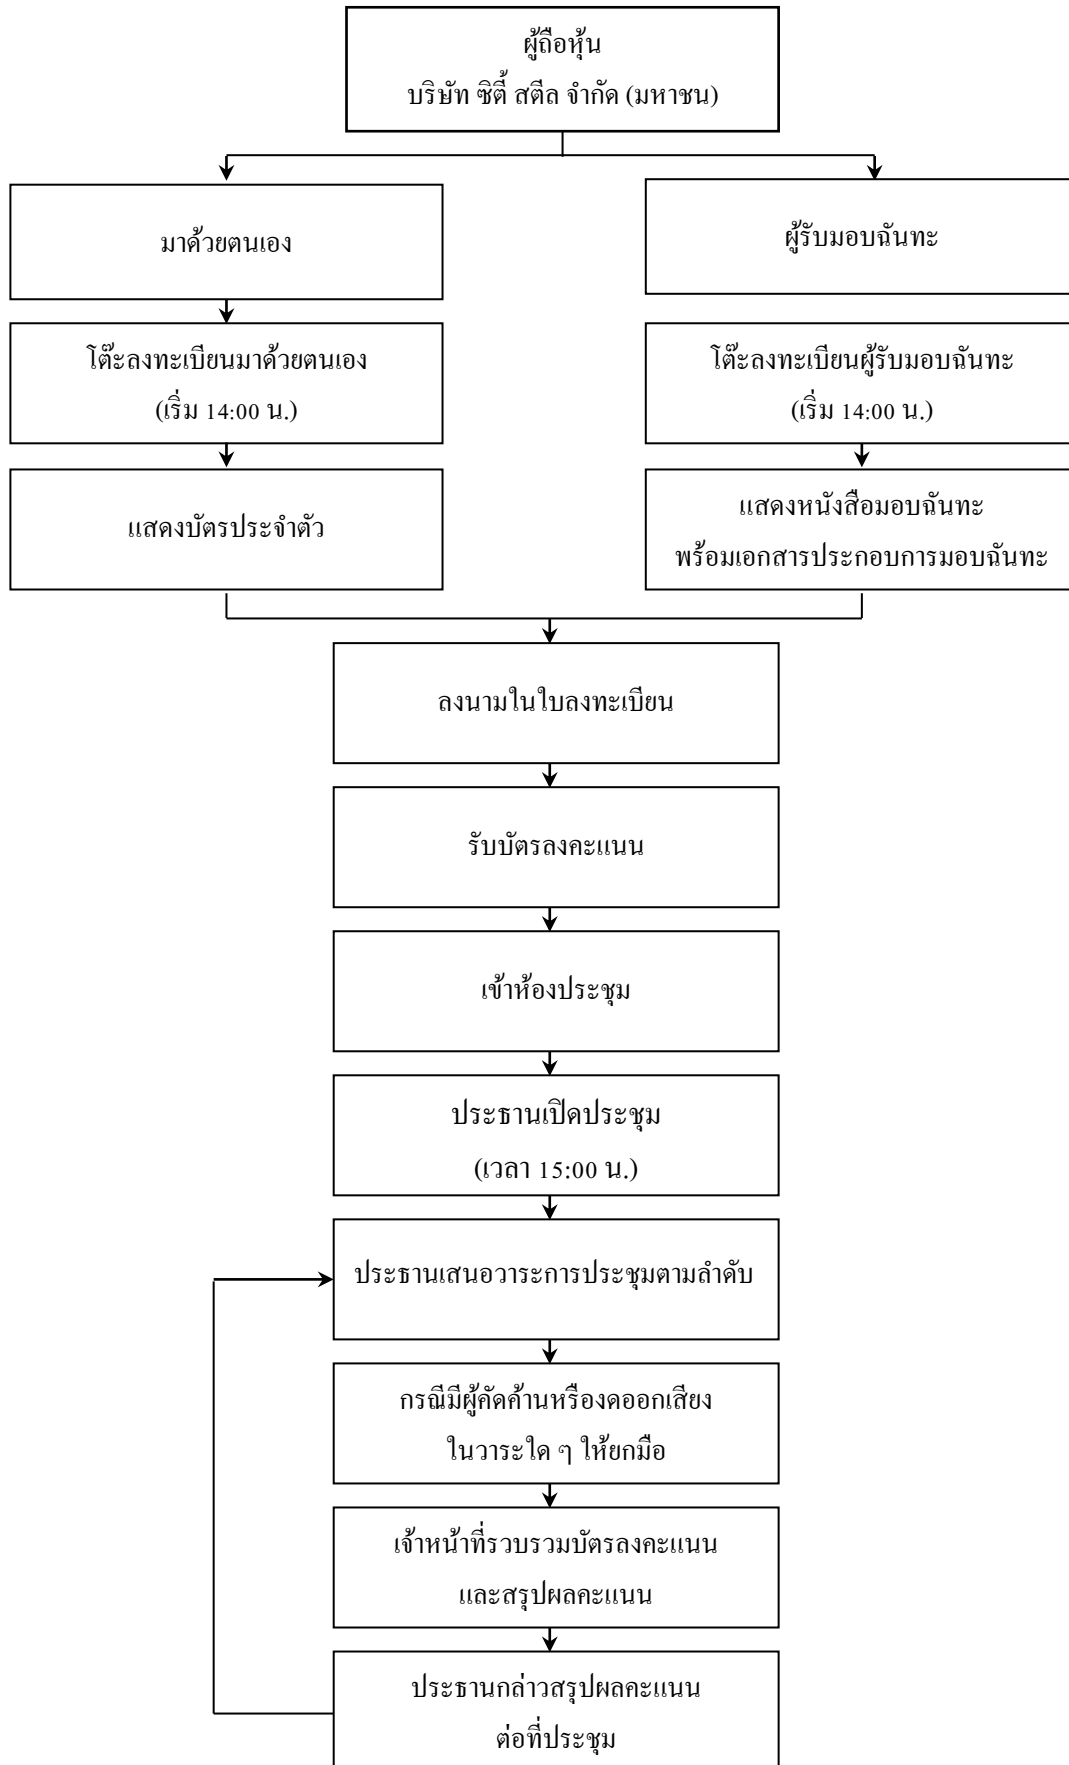 ผู้ถือหุ้น
บริษัท ซิตี้ สตีล จำกัด (มหาชน)
มาด้วยตนเอง
ผู้รับมอบฉันทะ
โต๊ะลงทะเบียนมาด้วยตนเอง
(เริ่ม 14:00 น.)
โต๊ะลงทะเบียนผู้รับมอบฉันทะ
(เริ่ม 14:00 น.)
แสดงบัตรประจำตัว
แสดงหนังสือมอบฉันทะ
พร้อมเอกสารประกอบการมอบฉันทะ
ลงนามในใบลงทะเบียน
รับบัตรลงคะแนน
เข้าห้องประชุม
ประธานเปิดประชุม
(เวลา 15:00 น.)
ประธานเสนอวาระการประชุมตามลำดับ
กรณีมีผู้คัดค้านหรืองดออกเสียง
ในวาระใด ๆ ให้ยกมือ
เจ้าหน้าที่รวบรวมบัตรลงคะแนน
และสรุปผลคะแนน
ประธานกล่าวสรุปผลคะแนน
ต่อที่ประชุม